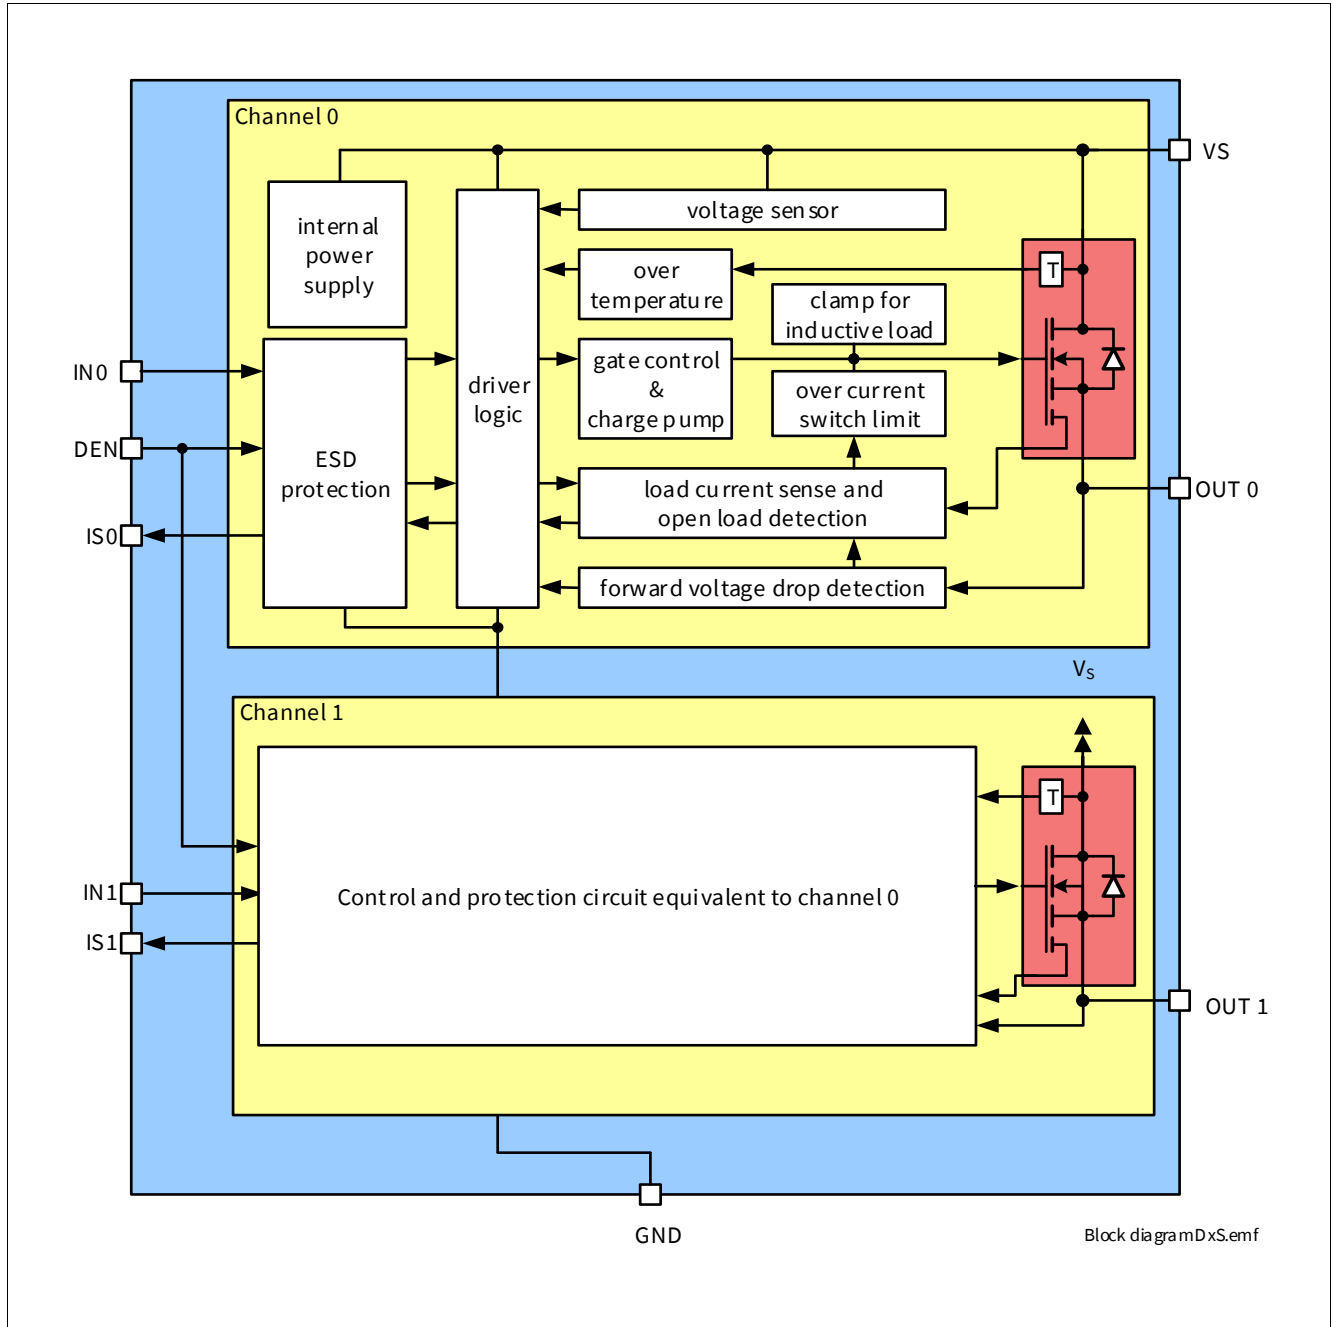 Channel 0
VS
internal
power
supply
voltage sensor
over
temperature
T
clamp for
inductive load
IN0
gate control
&
charge pump
driver
logic
over current
switch limit
DEN
ESD
protection
load current sense and
open load detection
OUT 0
IS0
forward voltage drop detection
VS
Channel 1
T
IN1
Control and protection circuit equivalent to channel 0
IS1
OUT 1
GND
Block diagramDxS.emf